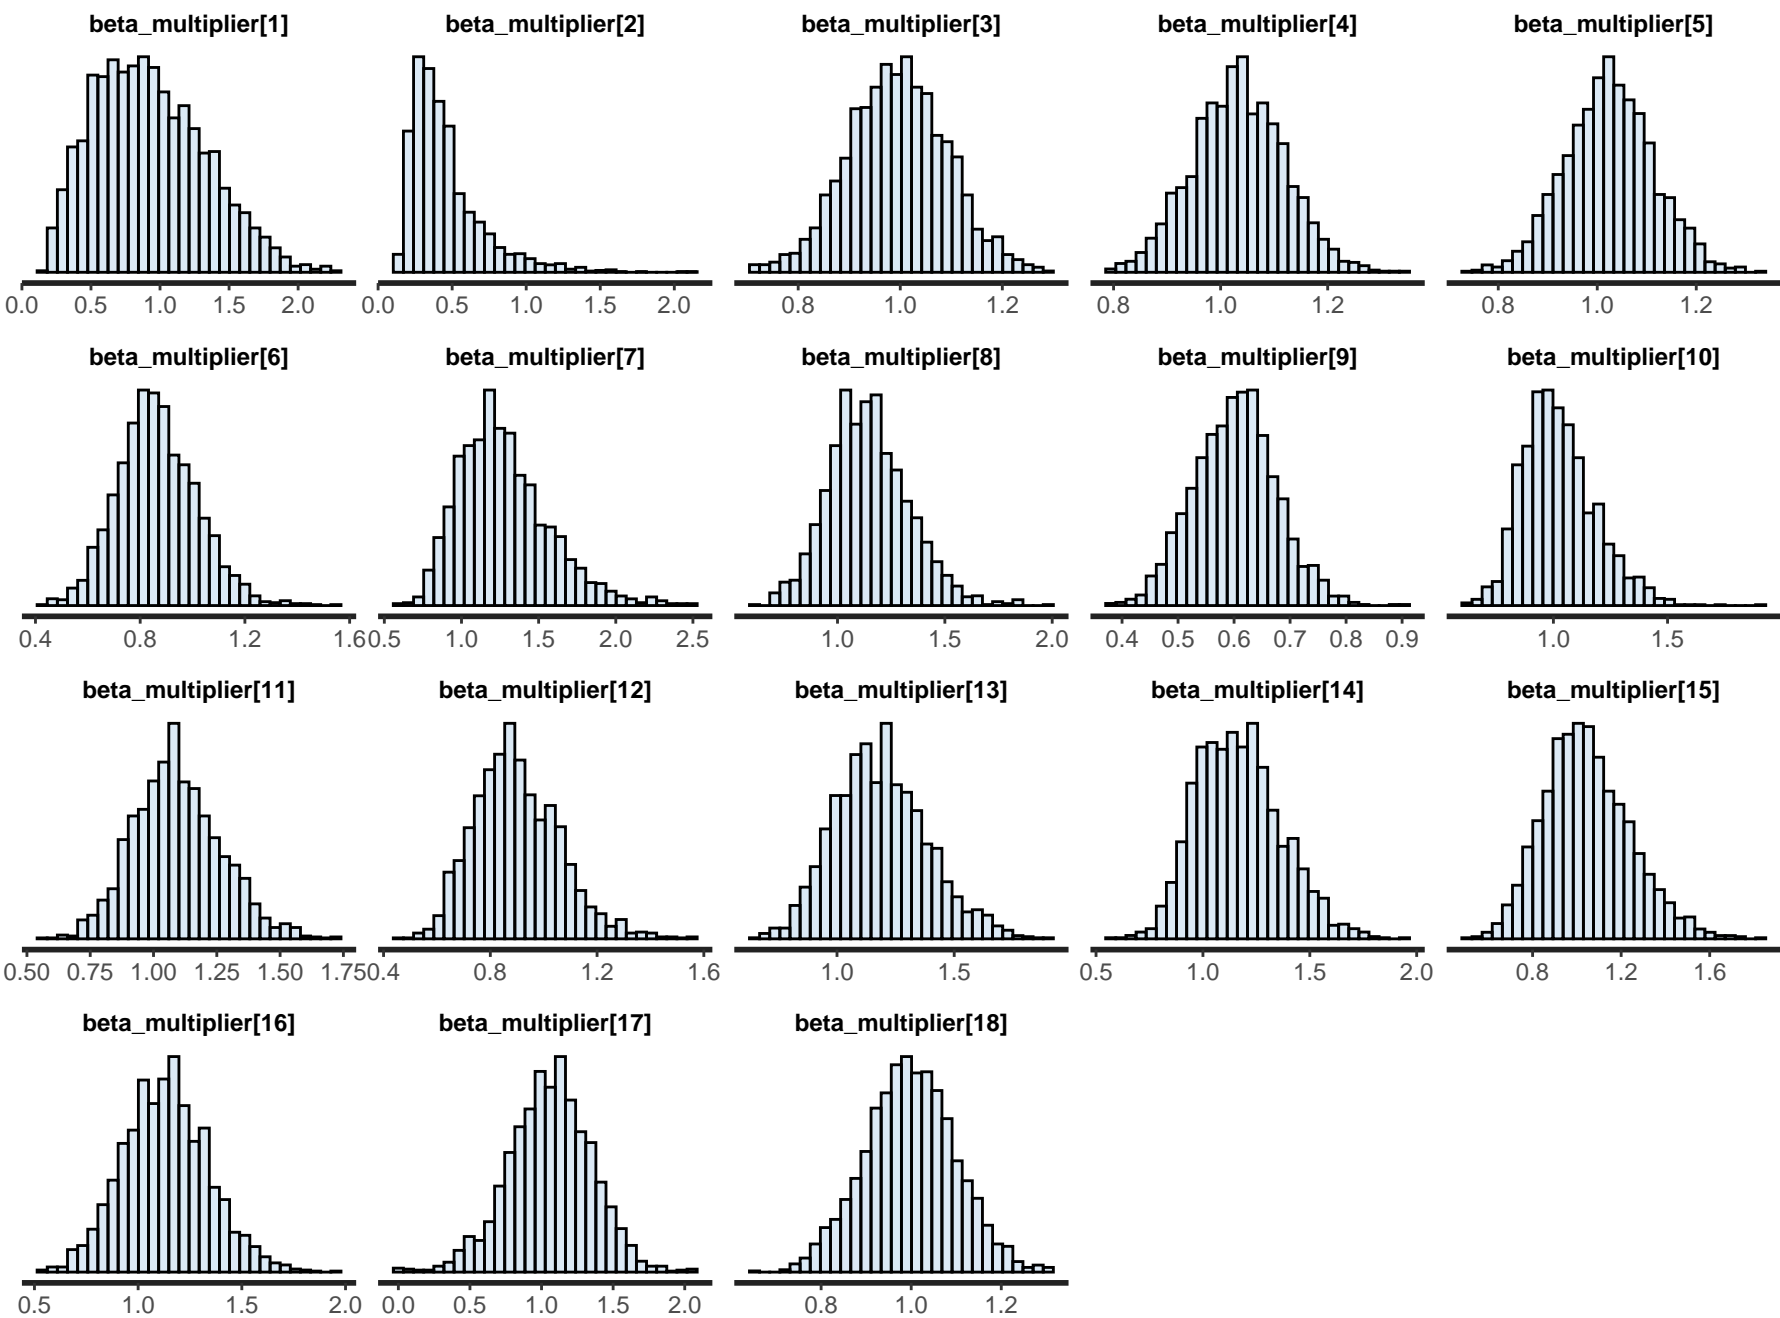 beta_multiplier[1] beta_multiplier[2] beta_multiplier[3] beta_multiplier[4] beta_multiplier[5]
0.0 0.5 1.0 1.5 2.0 0.0 0.5 1.0 1.5 2.0 0.8 1.0 1.2 0.8 1.0 1.2 0.8 1.0 1.2
beta_multiplier[6] beta_multiplier[7] beta_multiplier[8] beta_multiplier[9] beta_multiplier[10]
0.4 0.8 1.2 1.6 0.5 1.0 1.5 2.0 2.5 1.0 1.5 2.0 0.4 0.5 0.6 0.7 0.8 0.9 1.0 1.5
beta_multiplier[11] beta_multiplier[12] beta_multiplier[13] beta_multiplier[14] beta_multiplier[15]
0.50 0.75 1.00 1.25 1.50 1.75 0.4 0.8 1.2 1.6 1.0 1.5 0.5 1.0 1.5 2.0 0.8 1.2 1.6
beta_multiplier[16] beta_multiplier[17] beta_multiplier[18]
0.5 1.0 1.5 2.0 0.0 0.5 1.0 1.5 2.0 0.8 1.0 1.2